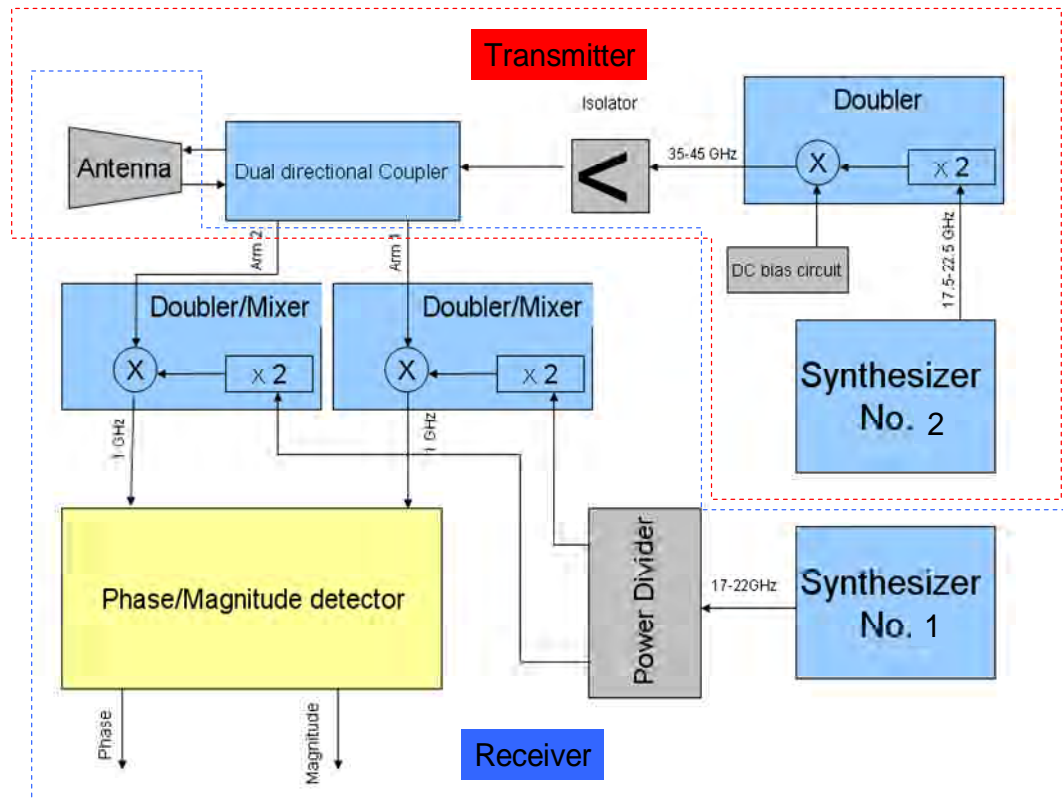 Transmitter
Isolator
Doubler
Antenna
Dual directional Coupler
<
35-45 GHz
X
x 2
Arm 2
Arm 1
DC bias circuit
17.5-22.5 GHz
Doubler/Mixer
Doubler/Mixer
X
x 2
X
x 2
Synthesizer
No. 2
1 GHz
1 GHz
Phase/Magnitude detector
Power Divider
17-22GHz
Synthesizer
No. 1
Phase
Magnitude
Receiver